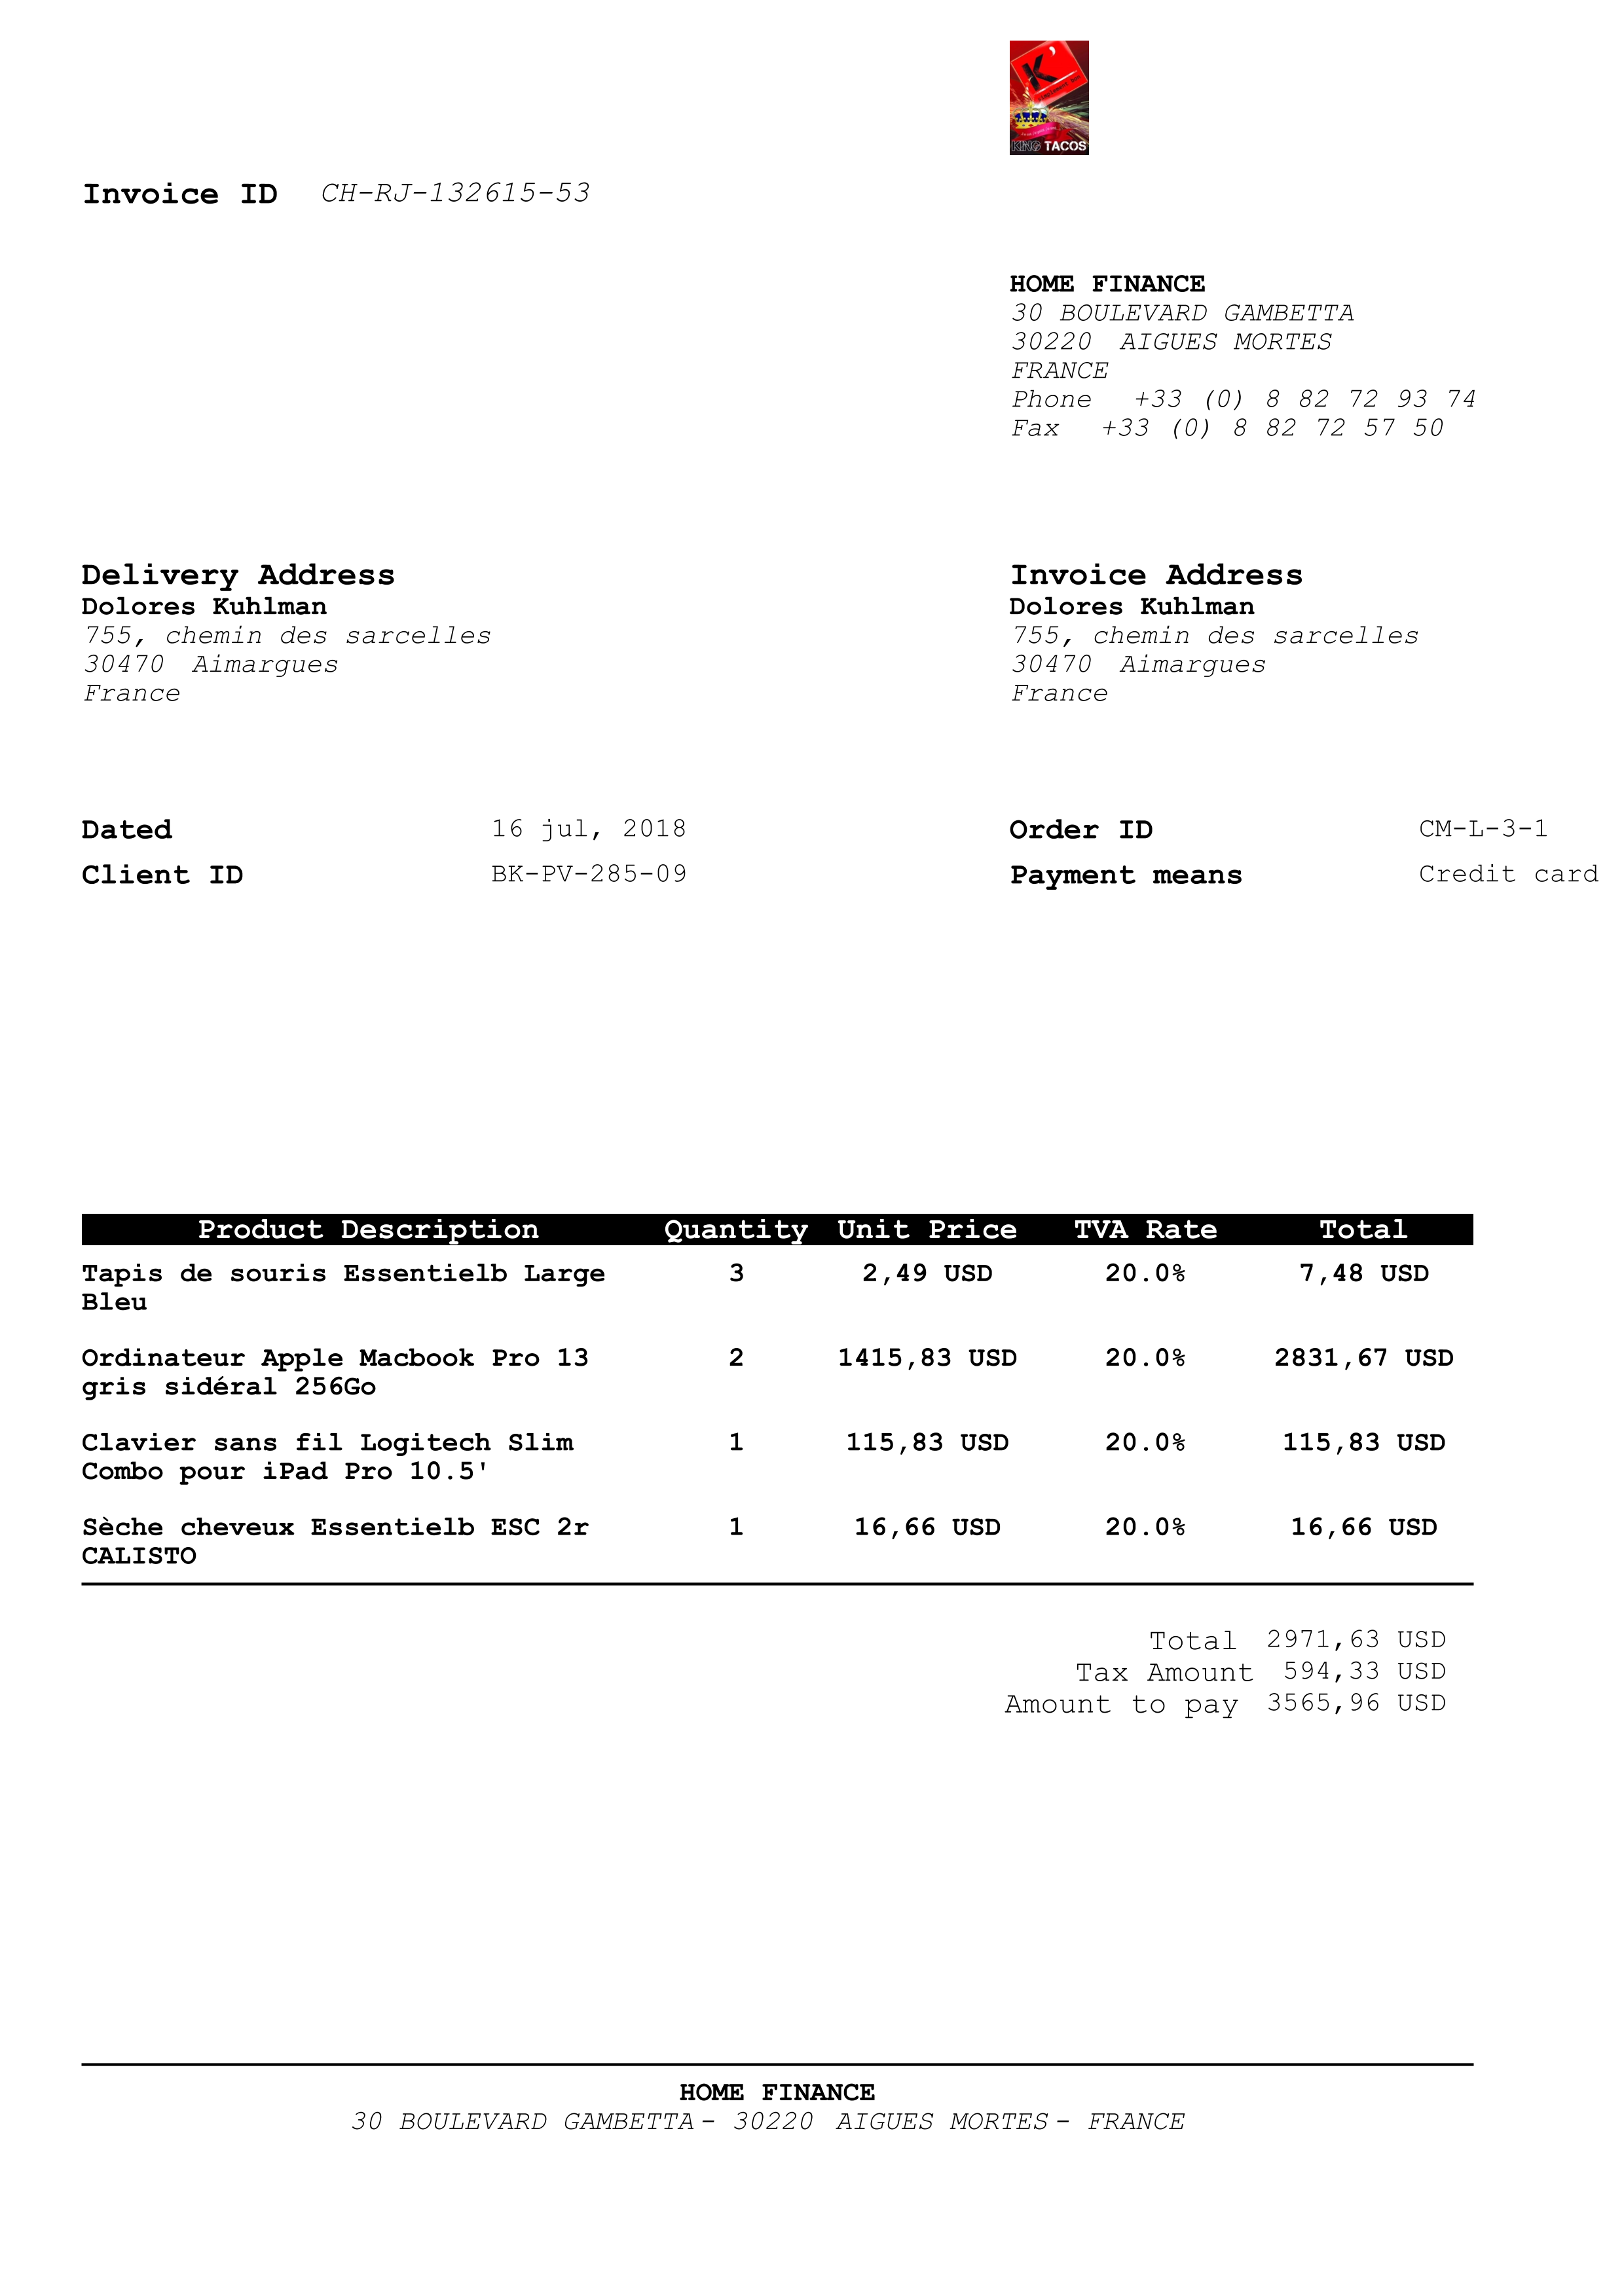 K'
KING TACOS
Invoice ID CH-RJ-132615-53
HOME FINANCE
30 BOULEVARD GAMBETTA
30220 AIGUES MORTES
FRANCE
Phone +33 (0) 8 82 72 93 74
Fax +33 (0) 8 82 72 57 50
Delivery Address
Dolores Kuhlman
755, chemin des sarcelles
30470 Aimargues
France
Invoice Address
Dolores Kuhlman
755, chemin des sarcelles
30470 Aimargues
France
Dated 16 jul, 2018 Order ID CM-L-3-1
Client ID BK-PV-285-09 Payment means Credit card
Product Description Quantity Unit Price TVA Rate Total
Tapis de souris Essentielb Large 3 2,49 USD 20.0% 7,48 USD
Bleu
Ordinateur Apple Macbook Pro 13 2 1415,83 USD 20.0% 2831,67 USD
gris sidéral 256Go
Clavier sans fil Logitech Slim 1 115,83 USD 20.0% 115,83 USD
Combo pour iPad Pro 10.5'
Sèche cheveux Essentielb ESC 2r 1 16,66 USD 20.0% 16,66 USD
CALISTO
Total 2971,63 USD
Tax Amount 594,33 USD
Amount to pay 3565,96 USD
HOME FINANCE
30 BOULEVARD GAMBETTA - 30220 AIGUES MORTES - FRANCE